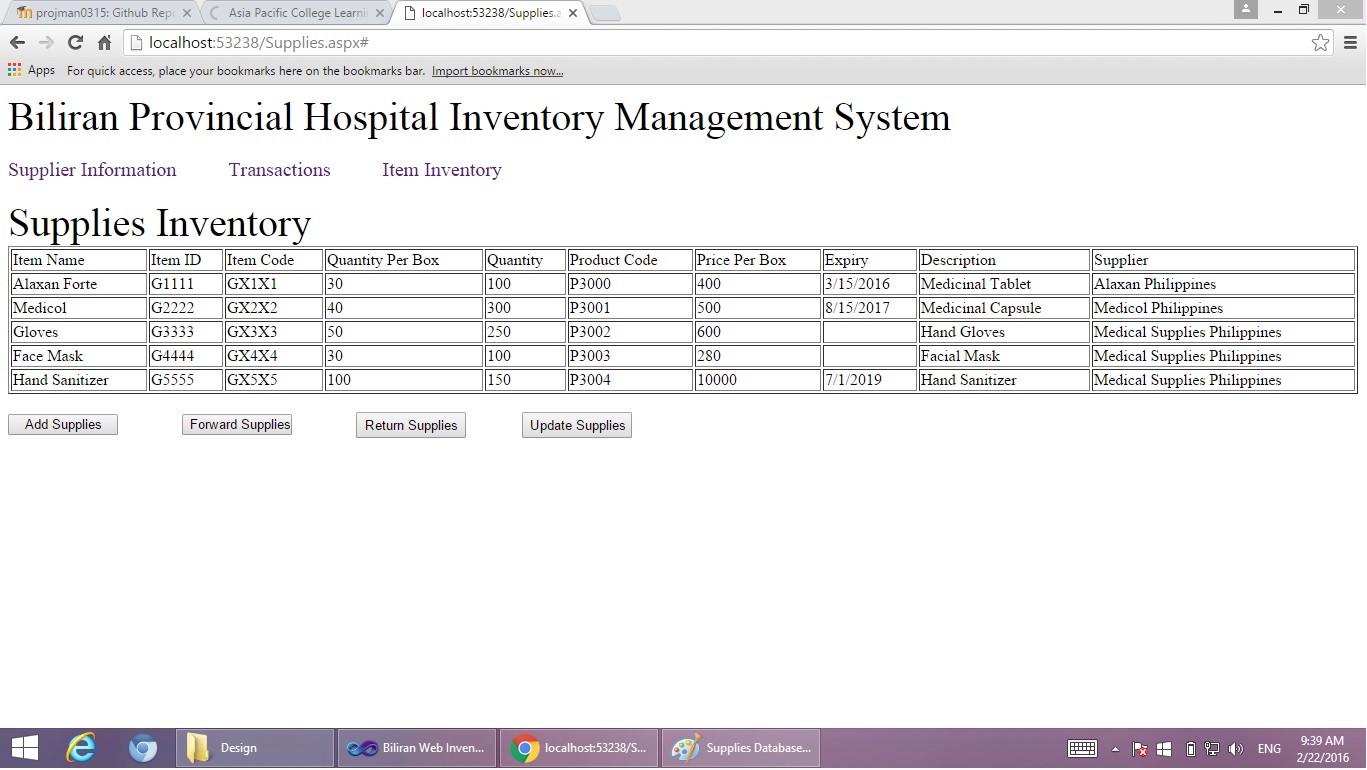 projman0315: Github Repo
Asia Pacific College Learni
localhost:53238/Supplies.a
localhost:53238/Supplies.aspx#
Apps For quick access, place your bookmarks here on the bookmarks bar. Import bookmarks now...
Biliran Provincial Hospital Inventory Management System
Supplier Information Transactions Item Inventory
Supplies Inventory
Item Name Item ID Item Code Quantity Per Box Quantity Product Code Price Per Box Expiry Description Supplier
Alaxan Forte G1111 GX1X1 30 100 P3000 400 3/15/2016 Medicinal Tablet Alaxan Philippines
Medicol G2222 GX2X2 40 300 P3001 500 8/15/2017 Medicinal Capsule Medicol Philippines
Gloves G3333 GX3X3 50 250 P3002 600 Hand Gloves Medical Supplies Philippines
Face Mask G4444 GX4X4 30 100 P3003 280 Facial Mask Medical Supplies Philippines
Hand Sanitizer G5555 GX5X5 100 150 P3004 10000 7/1/2019 Hand Sanitizer Medical Supplies Philippines
Add Supplies Forward Supplies Return Supplies Update Supplies
Design Biliran Web Inven... localhost:53238/S... Supplies Database... ENG 9:39 AM
2/22/2016